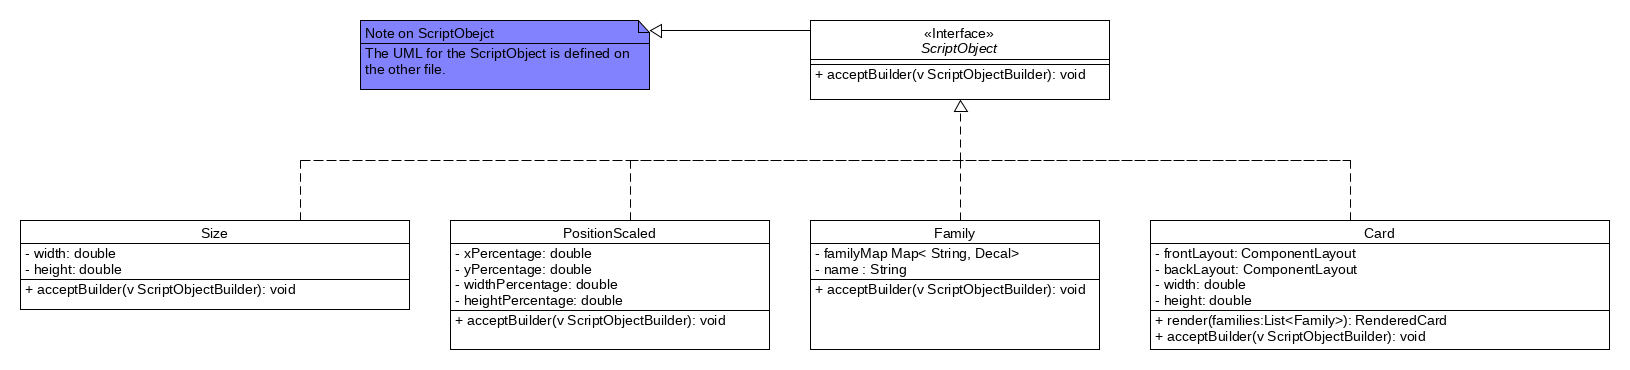 Note on ScriptObejct
The UML for the ScriptObject is defined on
the other file.
«Interface»
ScriptObject
+ acceptBuilder(v ScriptObjectBuilder): void
Size
- width: double
- height: double
+ acceptBuilder(v ScriptObjectBuilder): void
PositionScaled
- xPercentage: double
- yPercentage: double
- widthPercentage: double
- heightPercentage: double
+ acceptBuilder(v ScriptObjectBuilder): void
Family
- familyMap Map< String, Decal>
- name : String
+ acceptBuilder(v ScriptObjectBuilder): void
Card
- frontLayout: ComponentLayout
- backLayout: ComponentLayout
- width: double
- height: double
+ render(families:List<Family>): RenderedCard
+ acceptBuilder(v ScriptObjectBuilder): void